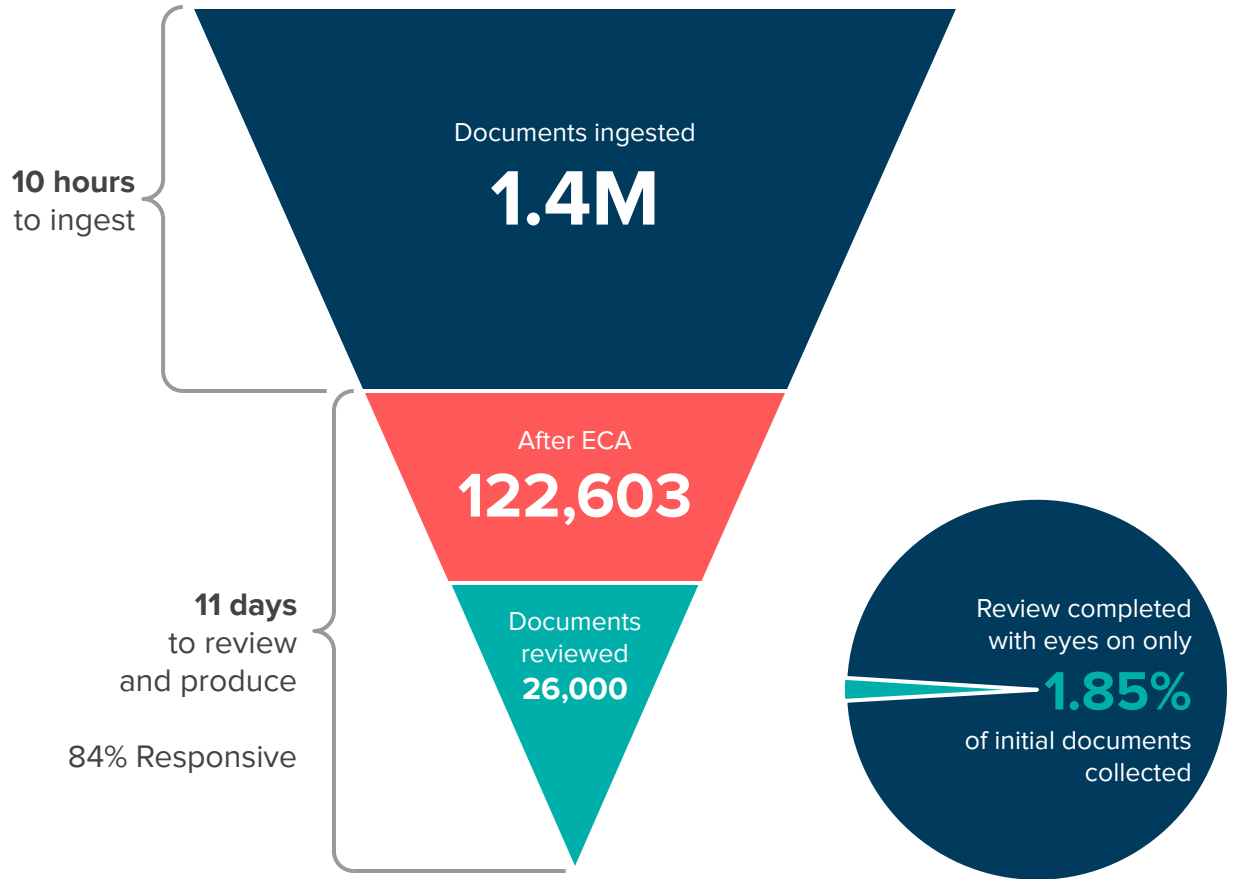 Documents ingested
1.4M
10 hours
to ingest
After ECA
122,603
11 days
to review
and produce
84% Responsive
Documents
reviewed
26,000
Review completed
with eyes on only
1.85%
of initial documents
collected